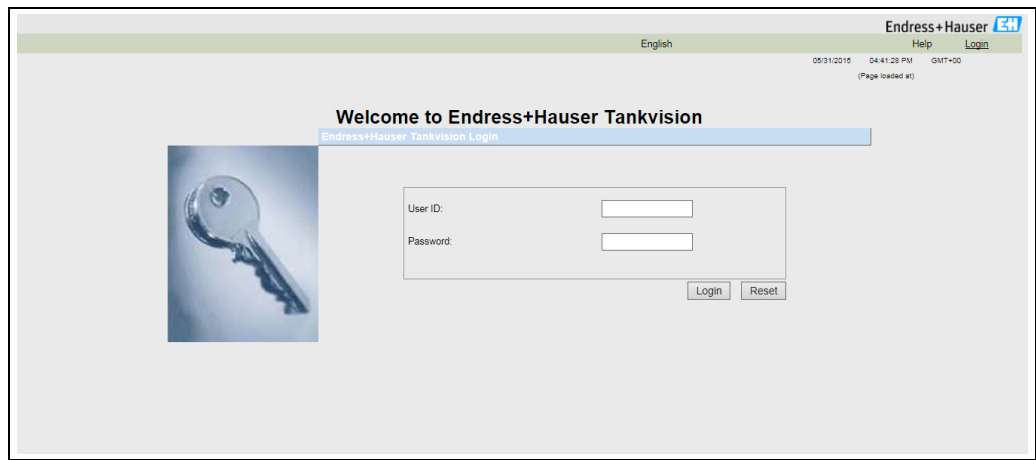 Endress+Hauser EH
English Help Login
05/31/2016 04:41:28 PM GMT+00
(Page loaded at)
Welcome to Endress+Hauser Tankvision
Endress+Hauser Tankvision Login
User ID:
Password:
Login Reset